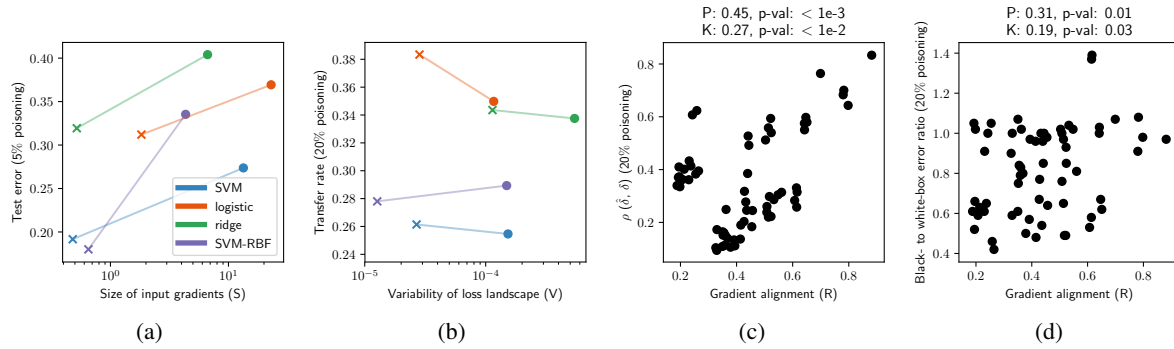 P: 0.45, p-val: < 1e-3
K: 0.27, p-val: < 1e-2
P: 0.31, p-val: 0.01
K: 0.19, p-val: 0.03
Test error (5% poisoning)
0.40
0.35
0.30
0.25
0.20
SVM
logistic
ridge
SVM-RBF
10⁰
10¹
Size of input gradients (S)
(a)
Transfer rate (20% poisoning)
0.38
0.36
0.34
0.32
0.30
0.28
0.26
0.24
10⁻⁵
10⁻⁴
Variability of loss landscape (V)
(b)
ρ (δ̂, δ) (20% poisoning)
0.8
0.6
0.4
0.2
0.2 0.4 0.6 0.8
Gradient alignment (R)
(c)
Black- to white-box error ratio (20% poisoning)
1.4
1.2
1.0
0.8
0.6
0.4
0.2 0.4 0.6 0.8
Gradient alignment (R)
(d)